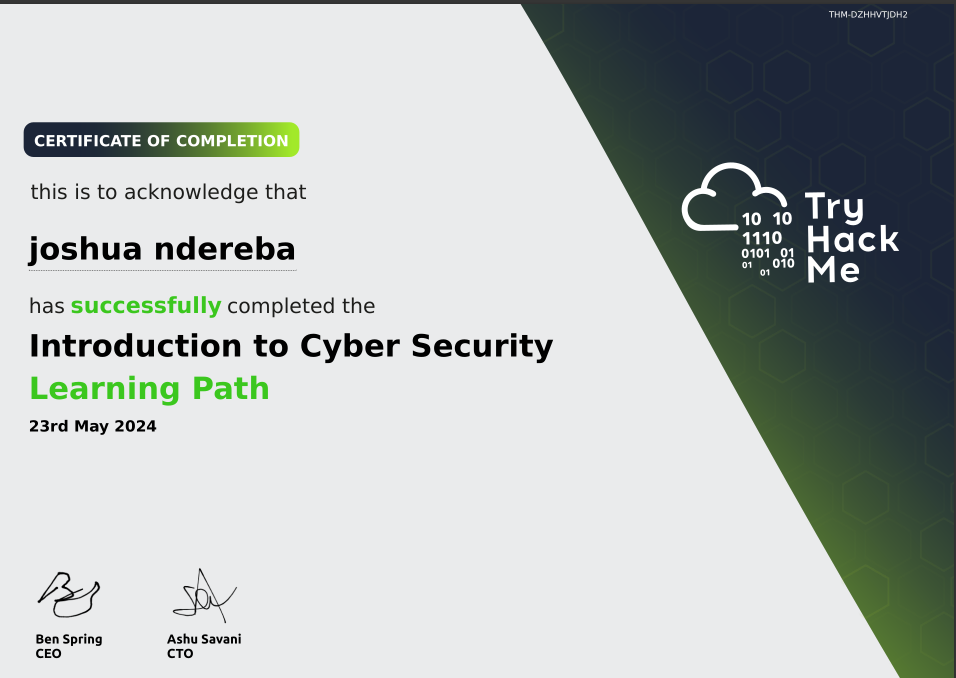 THM-DZHHVTJDH2
CERTIFICATE OF COMPLETION
this is to acknowledge that
joshua ndereba
has successfully completed the
Introduction to Cyber Security
Learning Path
23rd May 2024
10 10
1110
0101 01
01 010
01
Try
Hack
Me
Ben Spring
CEO
Ashu Savani
CTO